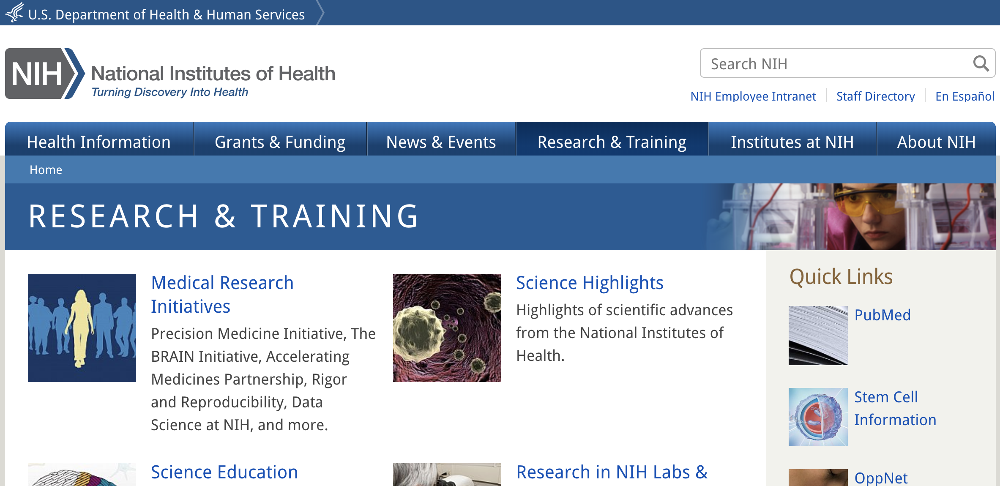 U.S. Department of Health & Human Services
NIH
National Institutes of Health
Turning Discovery Into Health
Search NIH
NIH Employee Intranet
Staff Directory
En Español
Health Information
Grants & Funding
News & Events
Research & Training
Institutes at NIH
About NIH
Home
RESEARCH & TRAINING
Medical Research
Initiatives
Precision Medicine Initiative, The
BRAIN Initiative, Accelerating
Medicines Partnership, Rigor
and Reproducibility, Data
Science at NIH, and more.
Science Highlights
Highlights of scientific advances
from the National Institutes of
Health.
Science Education
Research in NIH Labs &
Quick Links
PubMed
Stem Cell
Information
OppNet